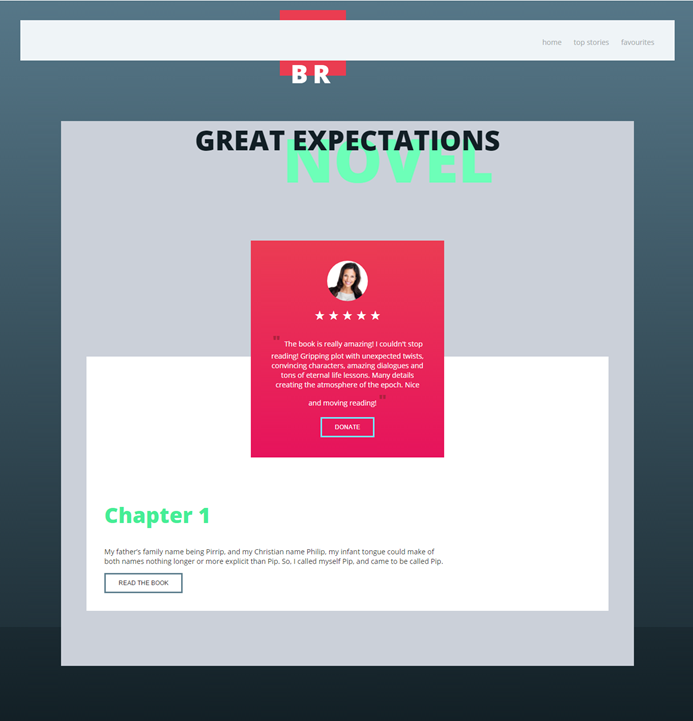 home top stories favourites
B R
GREAT EXPECTATIONS
NOVEL
★ ★ ★ ★ ★
" The book is really amazing! I couldn't stop
reading! Gripping plot with unexpected twists,
convincing characters, amazing dialogues and
tons of eternal life lessons. Many details
creating the atmosphere of the epoch. Nice
and moving reading! "
DONATE
Chapter 1
My father's family name being Pirrip, and my Christian name Philip, my infant tongue could make of
both names nothing longer or more explicit than Pip. So, I called myself Pip, and came to be called Pip.
READ THE BOOK